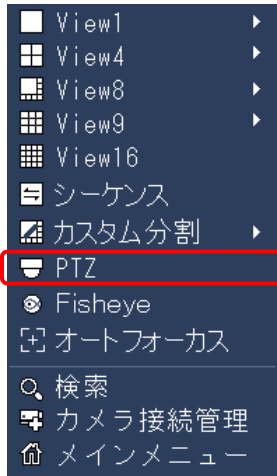 View1
View4
View8
View9
View16
シーケンス
カスタム分割
PTZ
Fisheye
オートフォーカス
検索
カメラ接続管理
メインメニュー